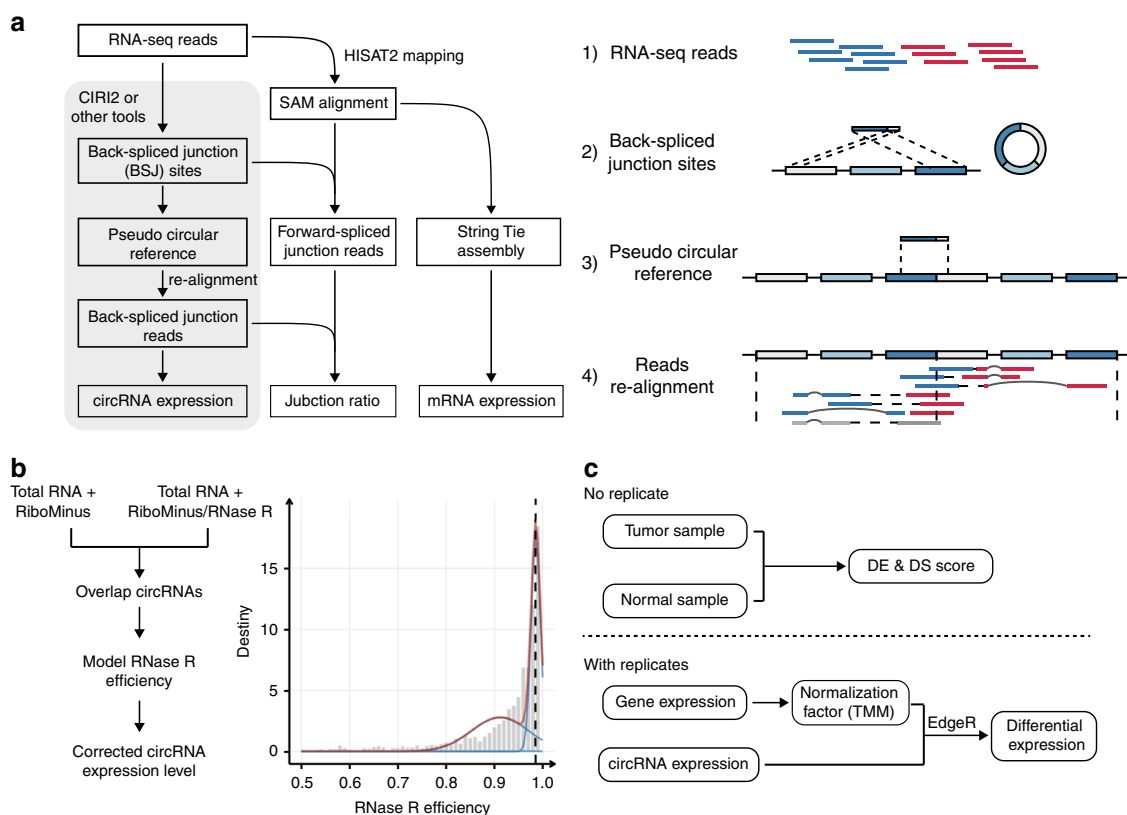 a
RNA-seq reads
HISAT2 mapping
CIRI2 or
other tools
SAM alignment
Back-spliced junction
(BSJ) sites
Pseudo circular
reference
Forward-spliced
junction reads
String Tie
assembly
re-alignment
Back-spliced junction
reads
circRNA expression
Jubction ratio
mRNA expression
1) RNA-seq reads
2) Back-spliced
junction sites
3) Pseudo circular
reference
4) Reads
re-alignment
b
Total RNA +
RiboMinus
Total RNA +
RiboMinus/RNase R
Overlap circRNAs
Model RNase R
efficiency
Corrected circRNA
expression level
Destiny
15
10
5
0
0.5 0.6 0.7 0.8 0.9 1.0
RNase R efficiency
c
No replicate
Tumor sample
Normal sample
DE & DS score
With replicates
Gene expression
Normalization
factor (TMM)
EdgeR
Differential
expression
circRNA expression